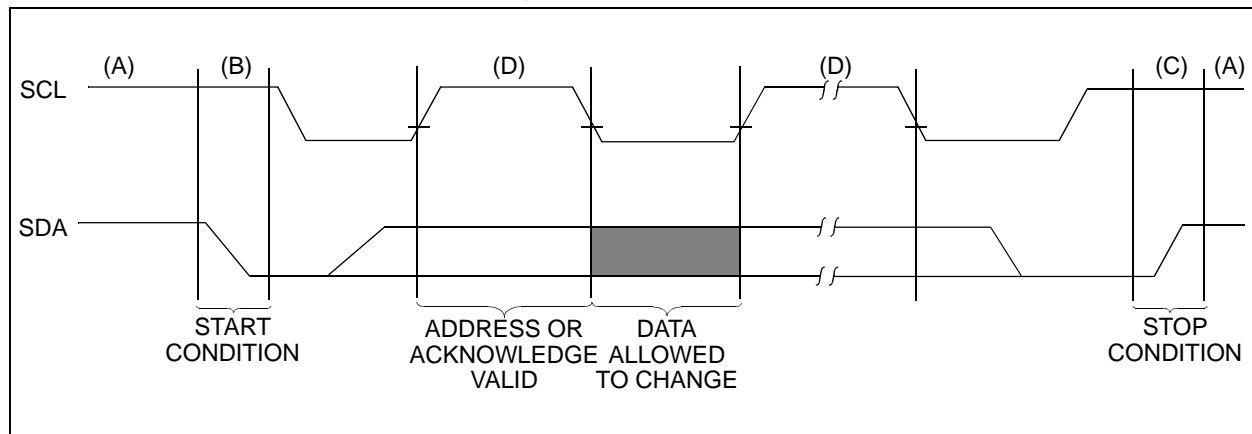 (A) (B) (D) (D) (C) (A)
SCL
SDA
START
CONDITION
ADDRESS OR
ACKNOWLEDGE
VALID
DATA
ALLOWED
TO CHANGE
STOP
CONDITION